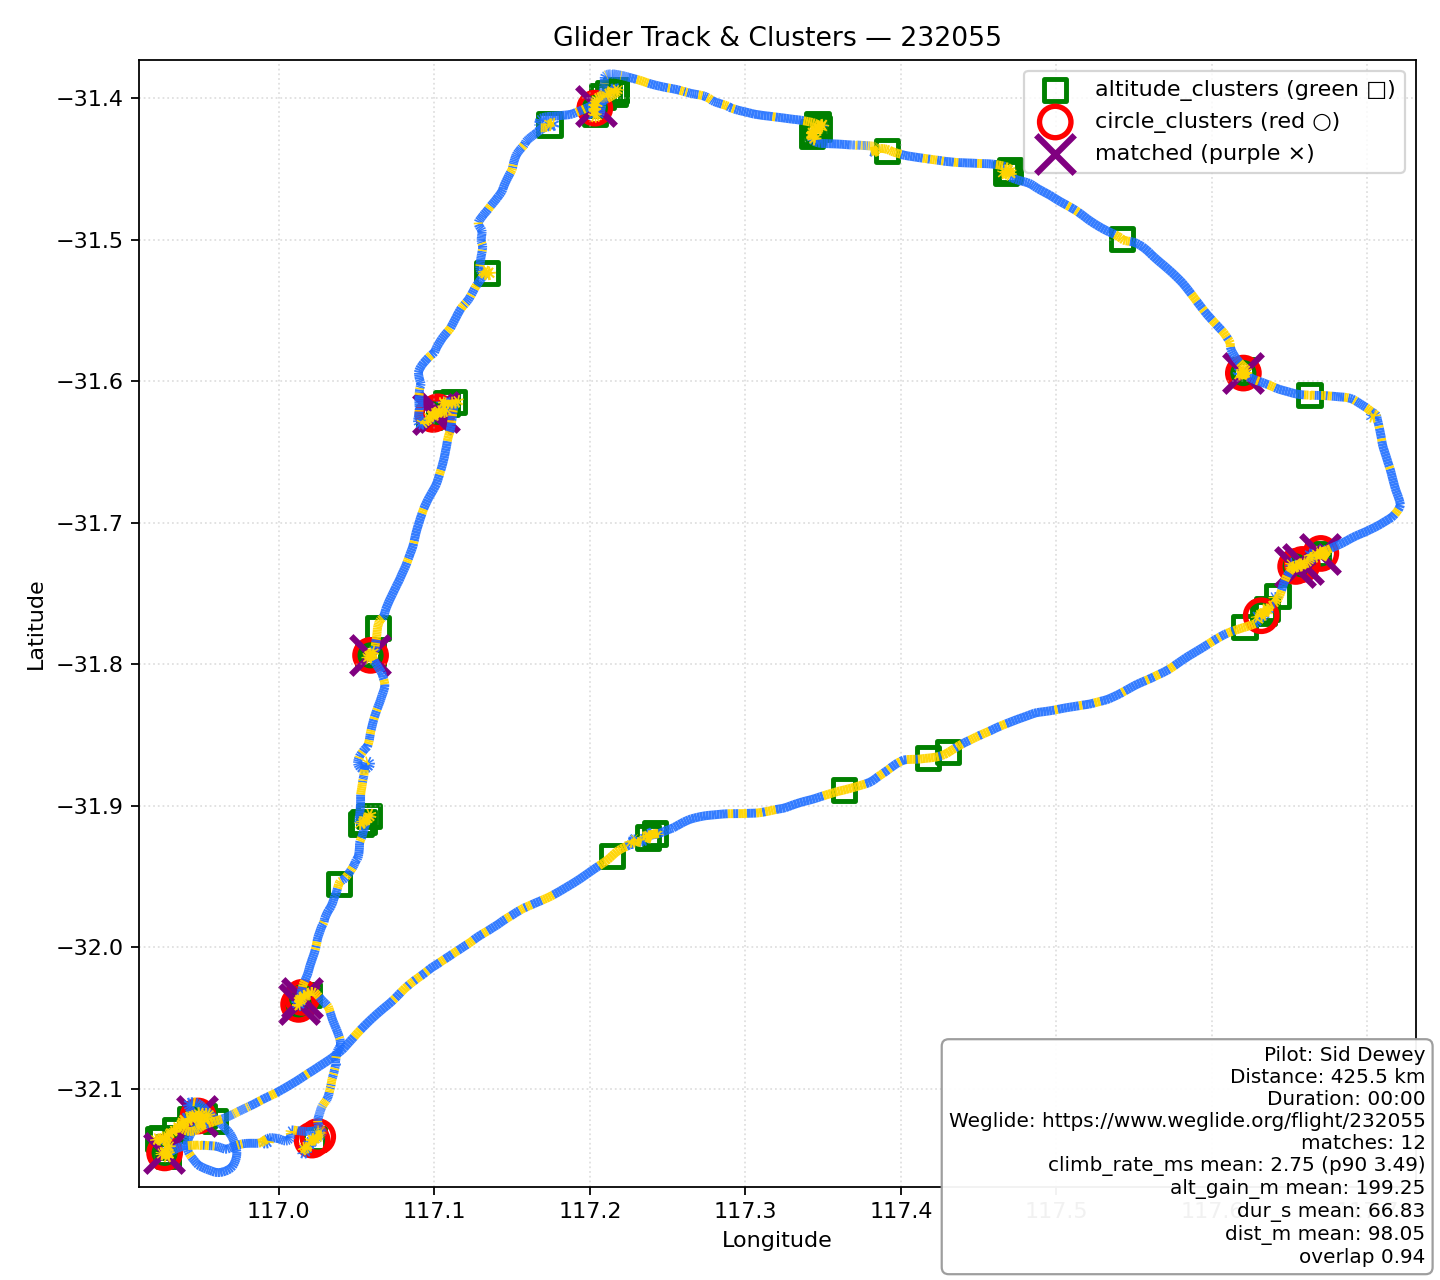 Glider Track & Clusters — 232055
altitude_clusters (green □)
circle_clusters (red ○)
matched (purple ×)
−31.4
−31.5
−31.6
−31.7
−31.8
−31.9
−32.0
−32.1
Latitude
117.0
117.1
117.2
117.3
117.4
117.5
117.6
Longitude
Pilot: Sid Dewey
Distance: 425.5 km
Duration: 00:00
Weglide: https://www.weglide.org/flight/232055
matches: 12
climb_rate_ms mean: 2.75 (p90 3.49)
alt_gain_m mean: 199.25
dur_s mean: 66.83
dist_m mean: 98.05
overlap 0.94